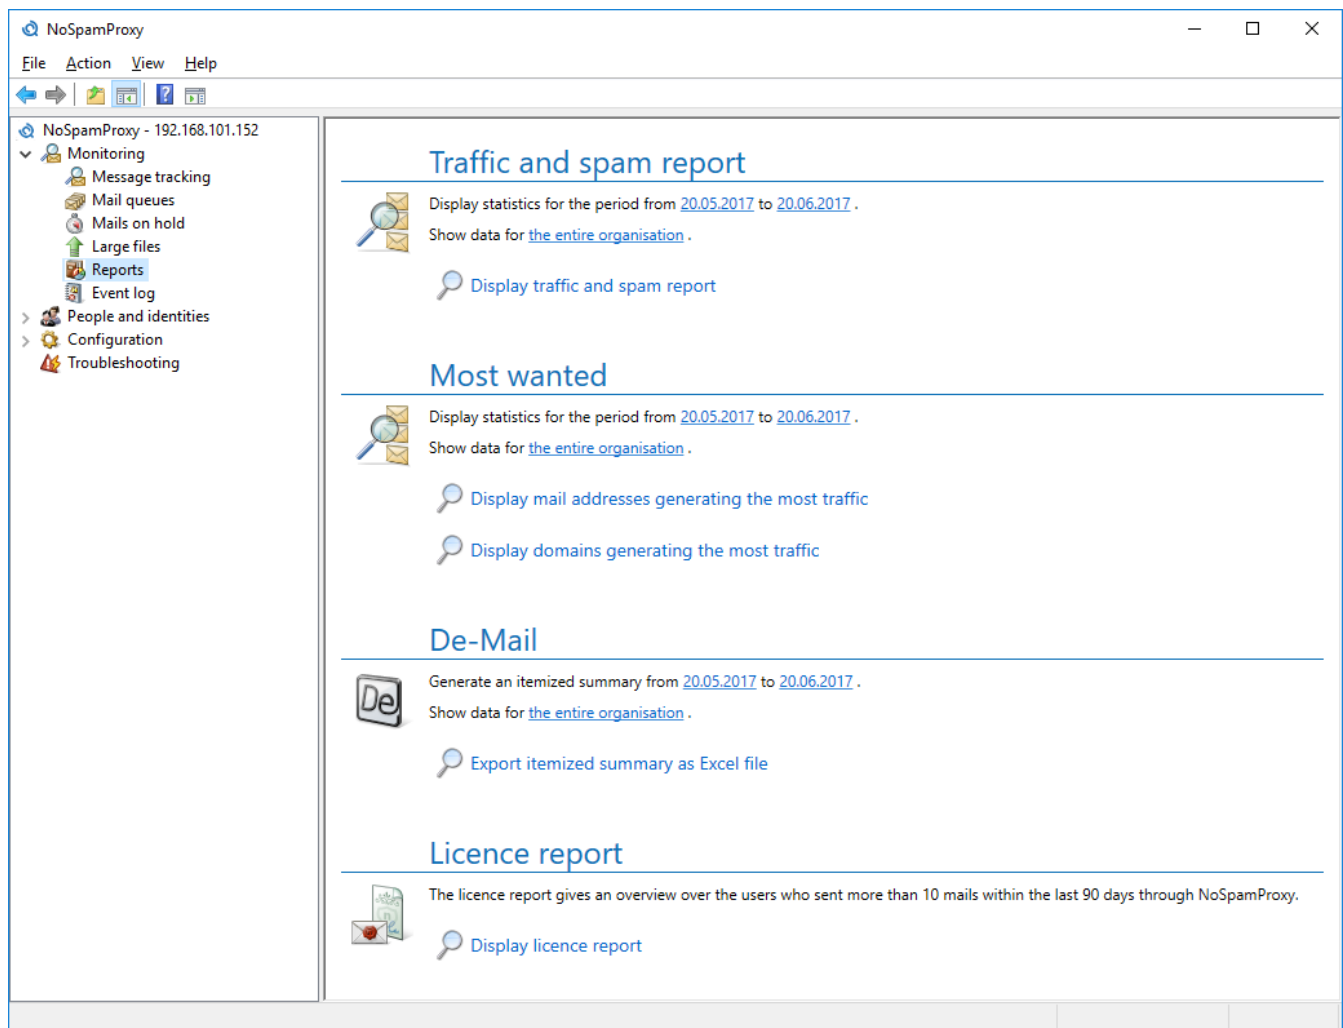 NoSpamProxy
File Action View Help
NoSpamProxy - 192.168.101.152
Monitoring
Message tracking
Mail queues
Mails on hold
Large files
Reports
Event log
People and identities
Configuration
Troubleshooting
Traffic and spam report
Display statistics for the period from 20.05.2017 to 20.06.2017 .
Show data for the entire organisation .
Display traffic and spam report
Most wanted
Display statistics for the period from 20.05.2017 to 20.06.2017 .
Show data for the entire organisation .
Display mail addresses generating the most traffic
Display domains generating the most traffic
De-Mail
De
Generate an itemized summary from 20.05.2017 to 20.06.2017 .
Show data for the entire organisation .
Export itemized summary as Excel file
Licence report
The licence report gives an overview over the users who sent more than 10 mails within the last 90 days through NoSpamProxy.
Display licence report